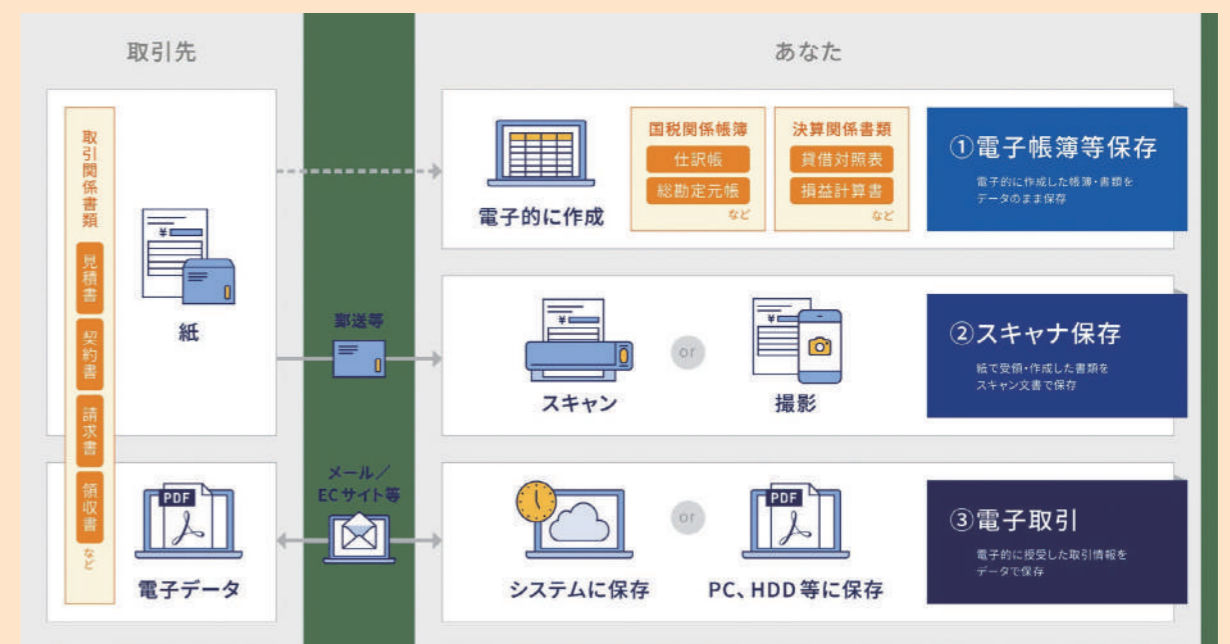 取引先
あなた
取引関係書類
見積書
契約書
請求書
領収書
など
紙
電子データ
PDF
郵送等
メール／
ECサイト等
電子的に作成
国税関係帳簿
仕訳帳
総勘定元帳
など
決算関係書類
貸借対照表
損益計算書
など
①電子帳簿等保存
電子的に作成した帳簿・書類を
データのまま保存
スキャン
or
撮影
②スキャナ保存
紙で受領・作成した書類を
スキャン文書で保存
システムに保存
or
PDF
PC、HDD等に保存
③電子取引
電子的に授受した取引情報を
データで保存
¥
¥
¥